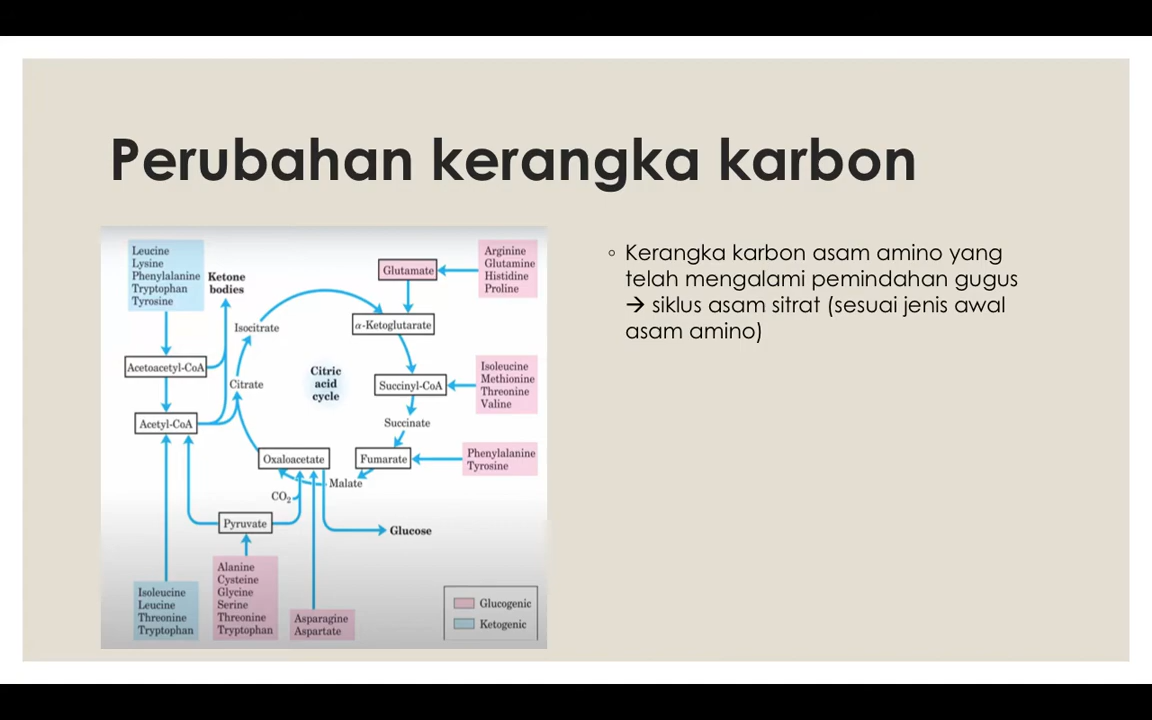 Perubahan kerangka karbon
Leucine
Lysine
Phenylalanine
Tryptophan
Tyrosine
Ketone
bodies
Glutamate
Arginine
Glutamine
Histidine
Proline
Isocitrate
α-Ketoglutarate
Acetoacetyl-CoA
Citrate
Citric
acid
cycle
Succinyl-CoA
Isoleucine
Methionine
Threonine
Valine
Acetyl-CoA
Succinate
Oxaloacetate
Fumarate
Phenylalanine
Tyrosine
Malate
CO₂
Pyruvate
Glucose
Isoleucine
Leucine
Threonine
Tryptophan
Alanine
Cysteine
Glycine
Serine
Threonine
Tryptophan
Asparagine
Aspartate
Glucogenic
Ketogenic
◦ Kerangka karbon asam amino yang
telah mengalami pemindahan gugus
→ siklus asam sitrat (sesuai jenis awal
asam amino)